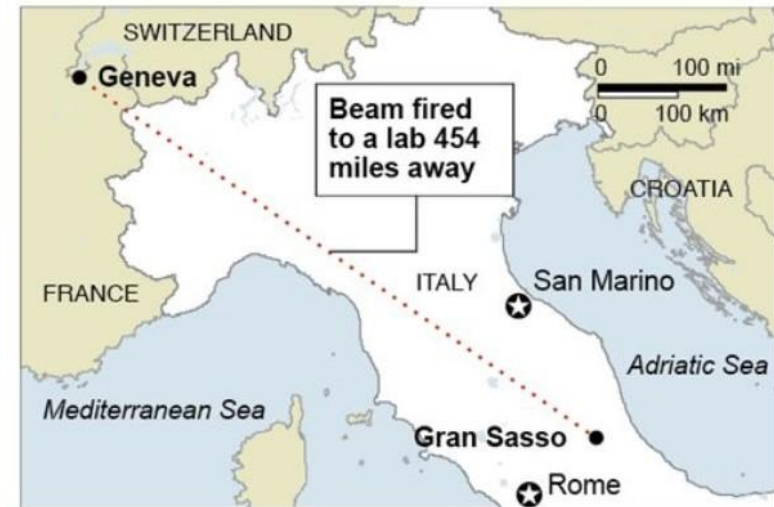 SWITZERLAND
Geneva
0 100 mi
0 100 km
Beam fired
to a lab 454
miles away
CROATIA
FRANCE
ITALY
San Marino
Adriatic Sea
Mediterranean Sea
Gran Sasso
Rome